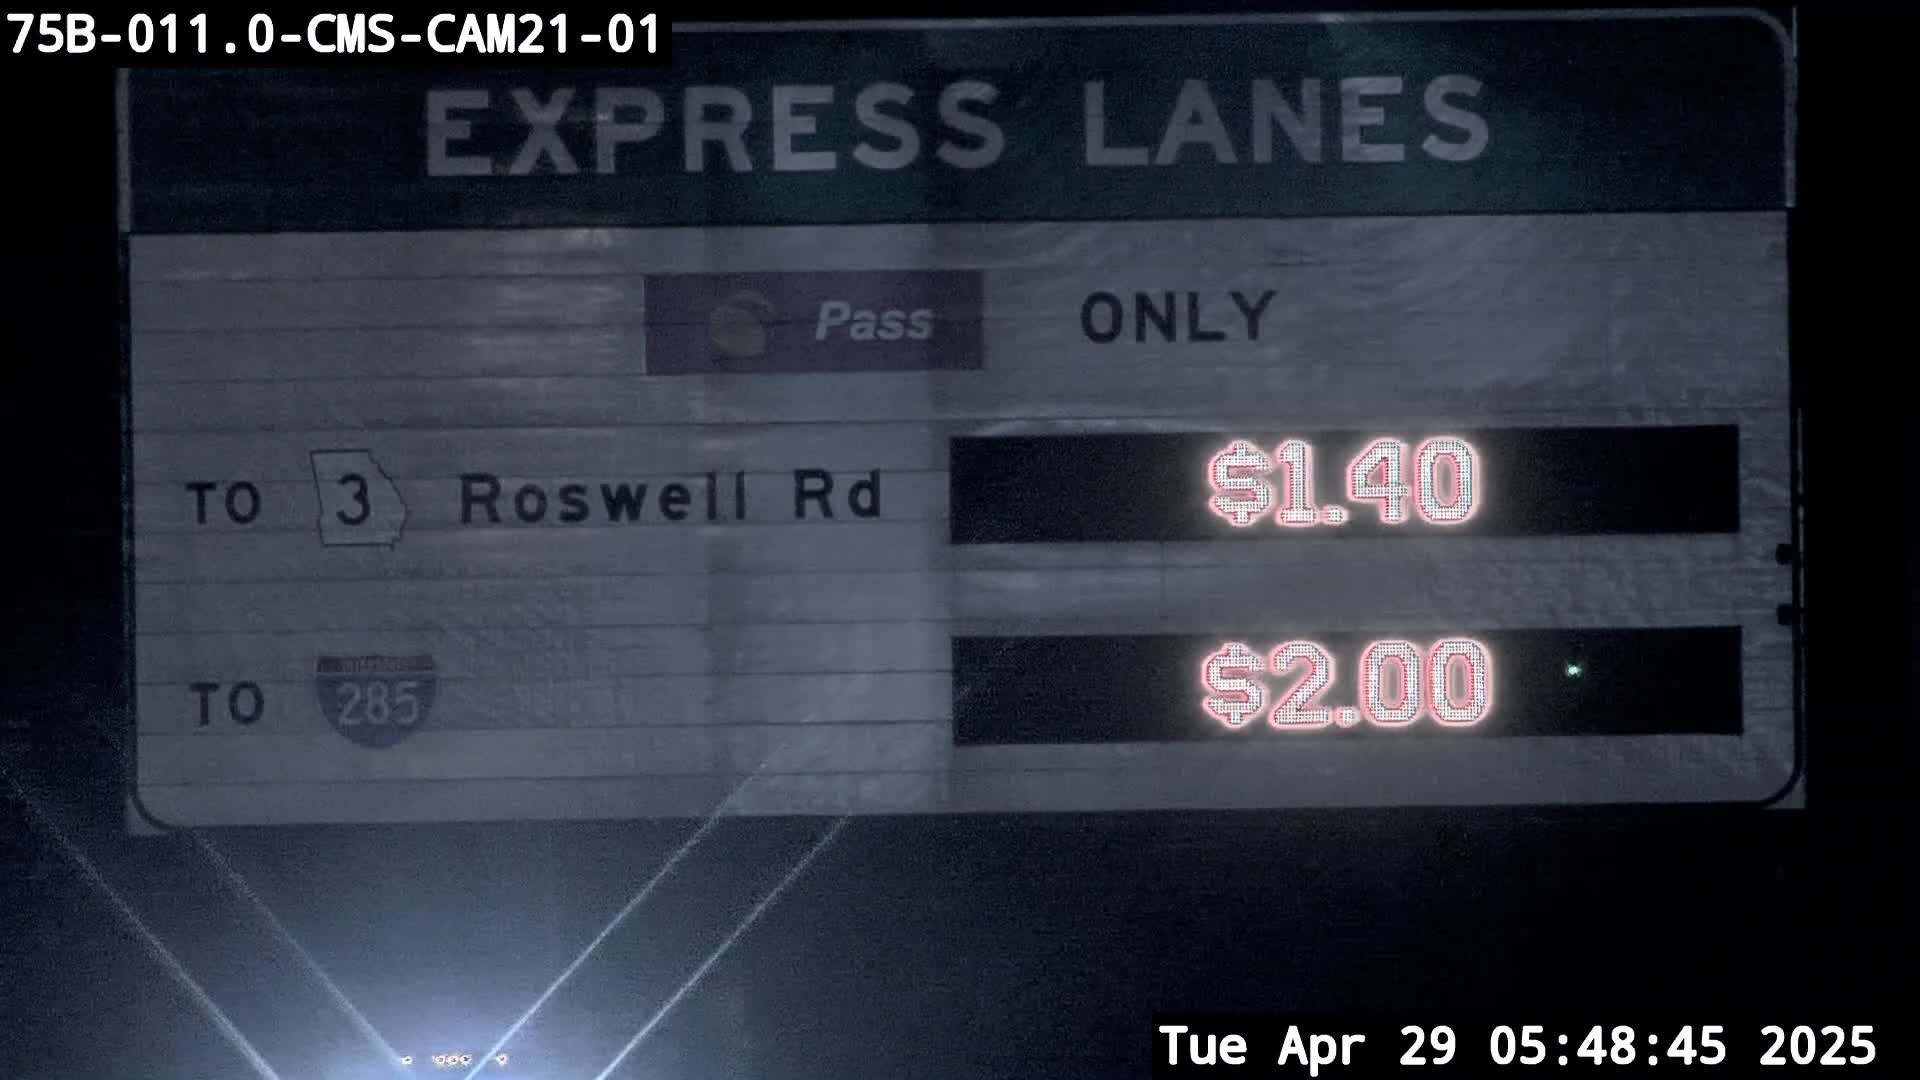 75B-011.0-CMS-CAM21-01
EXPRESS LANES
Pass ONLY
TO 3 Roswell Rd $1.40
TO INTERSTATE 285 $2.00
Tue Apr 29 05:48:45 2025